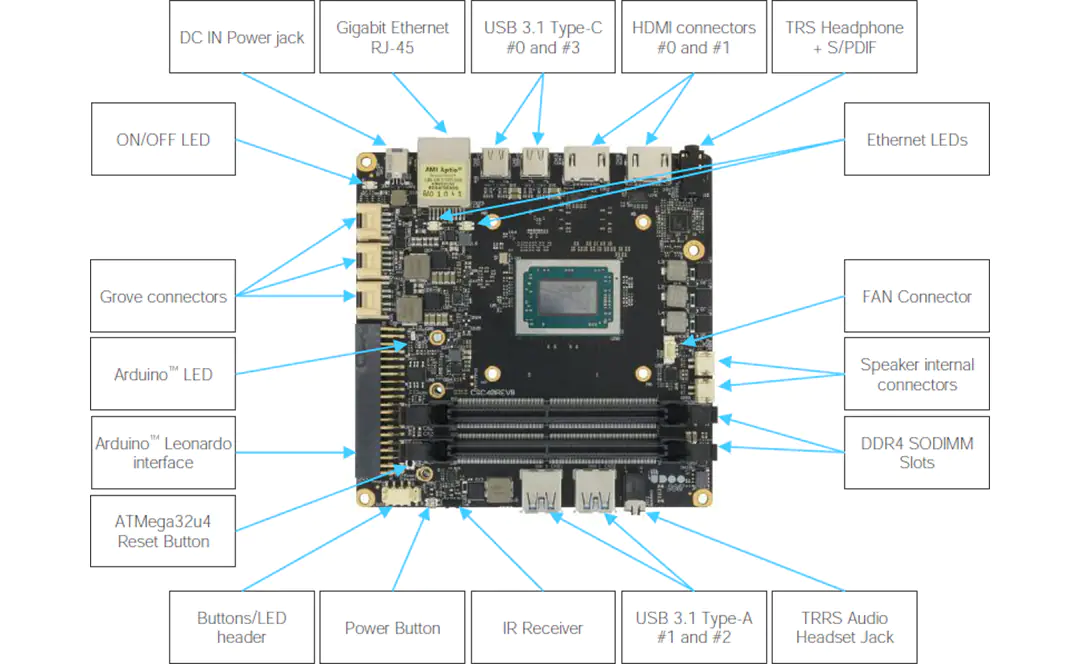 DC IN Power jack
Gigabit Ethernet
RJ-45
USB 3.1 Type-C
#0 and #3
HDMI connectors
#0 and #1
TRS Headphone
+ S/PDIF
ON/OFF LED
Ethernet LEDs
AMI Aptio
Grove connectors
FAN Connector
Arduino™ LED
Speaker internal
connectors
Arduino™ Leonardo
interface
DDR4 SODIMM
Slots
ATMega32u4
Reset Button
Buttons/LED
header
Power Button
IR Receiver
USB 3.1 Type-A
#1 and #2
TRRS Audio
Headset Jack